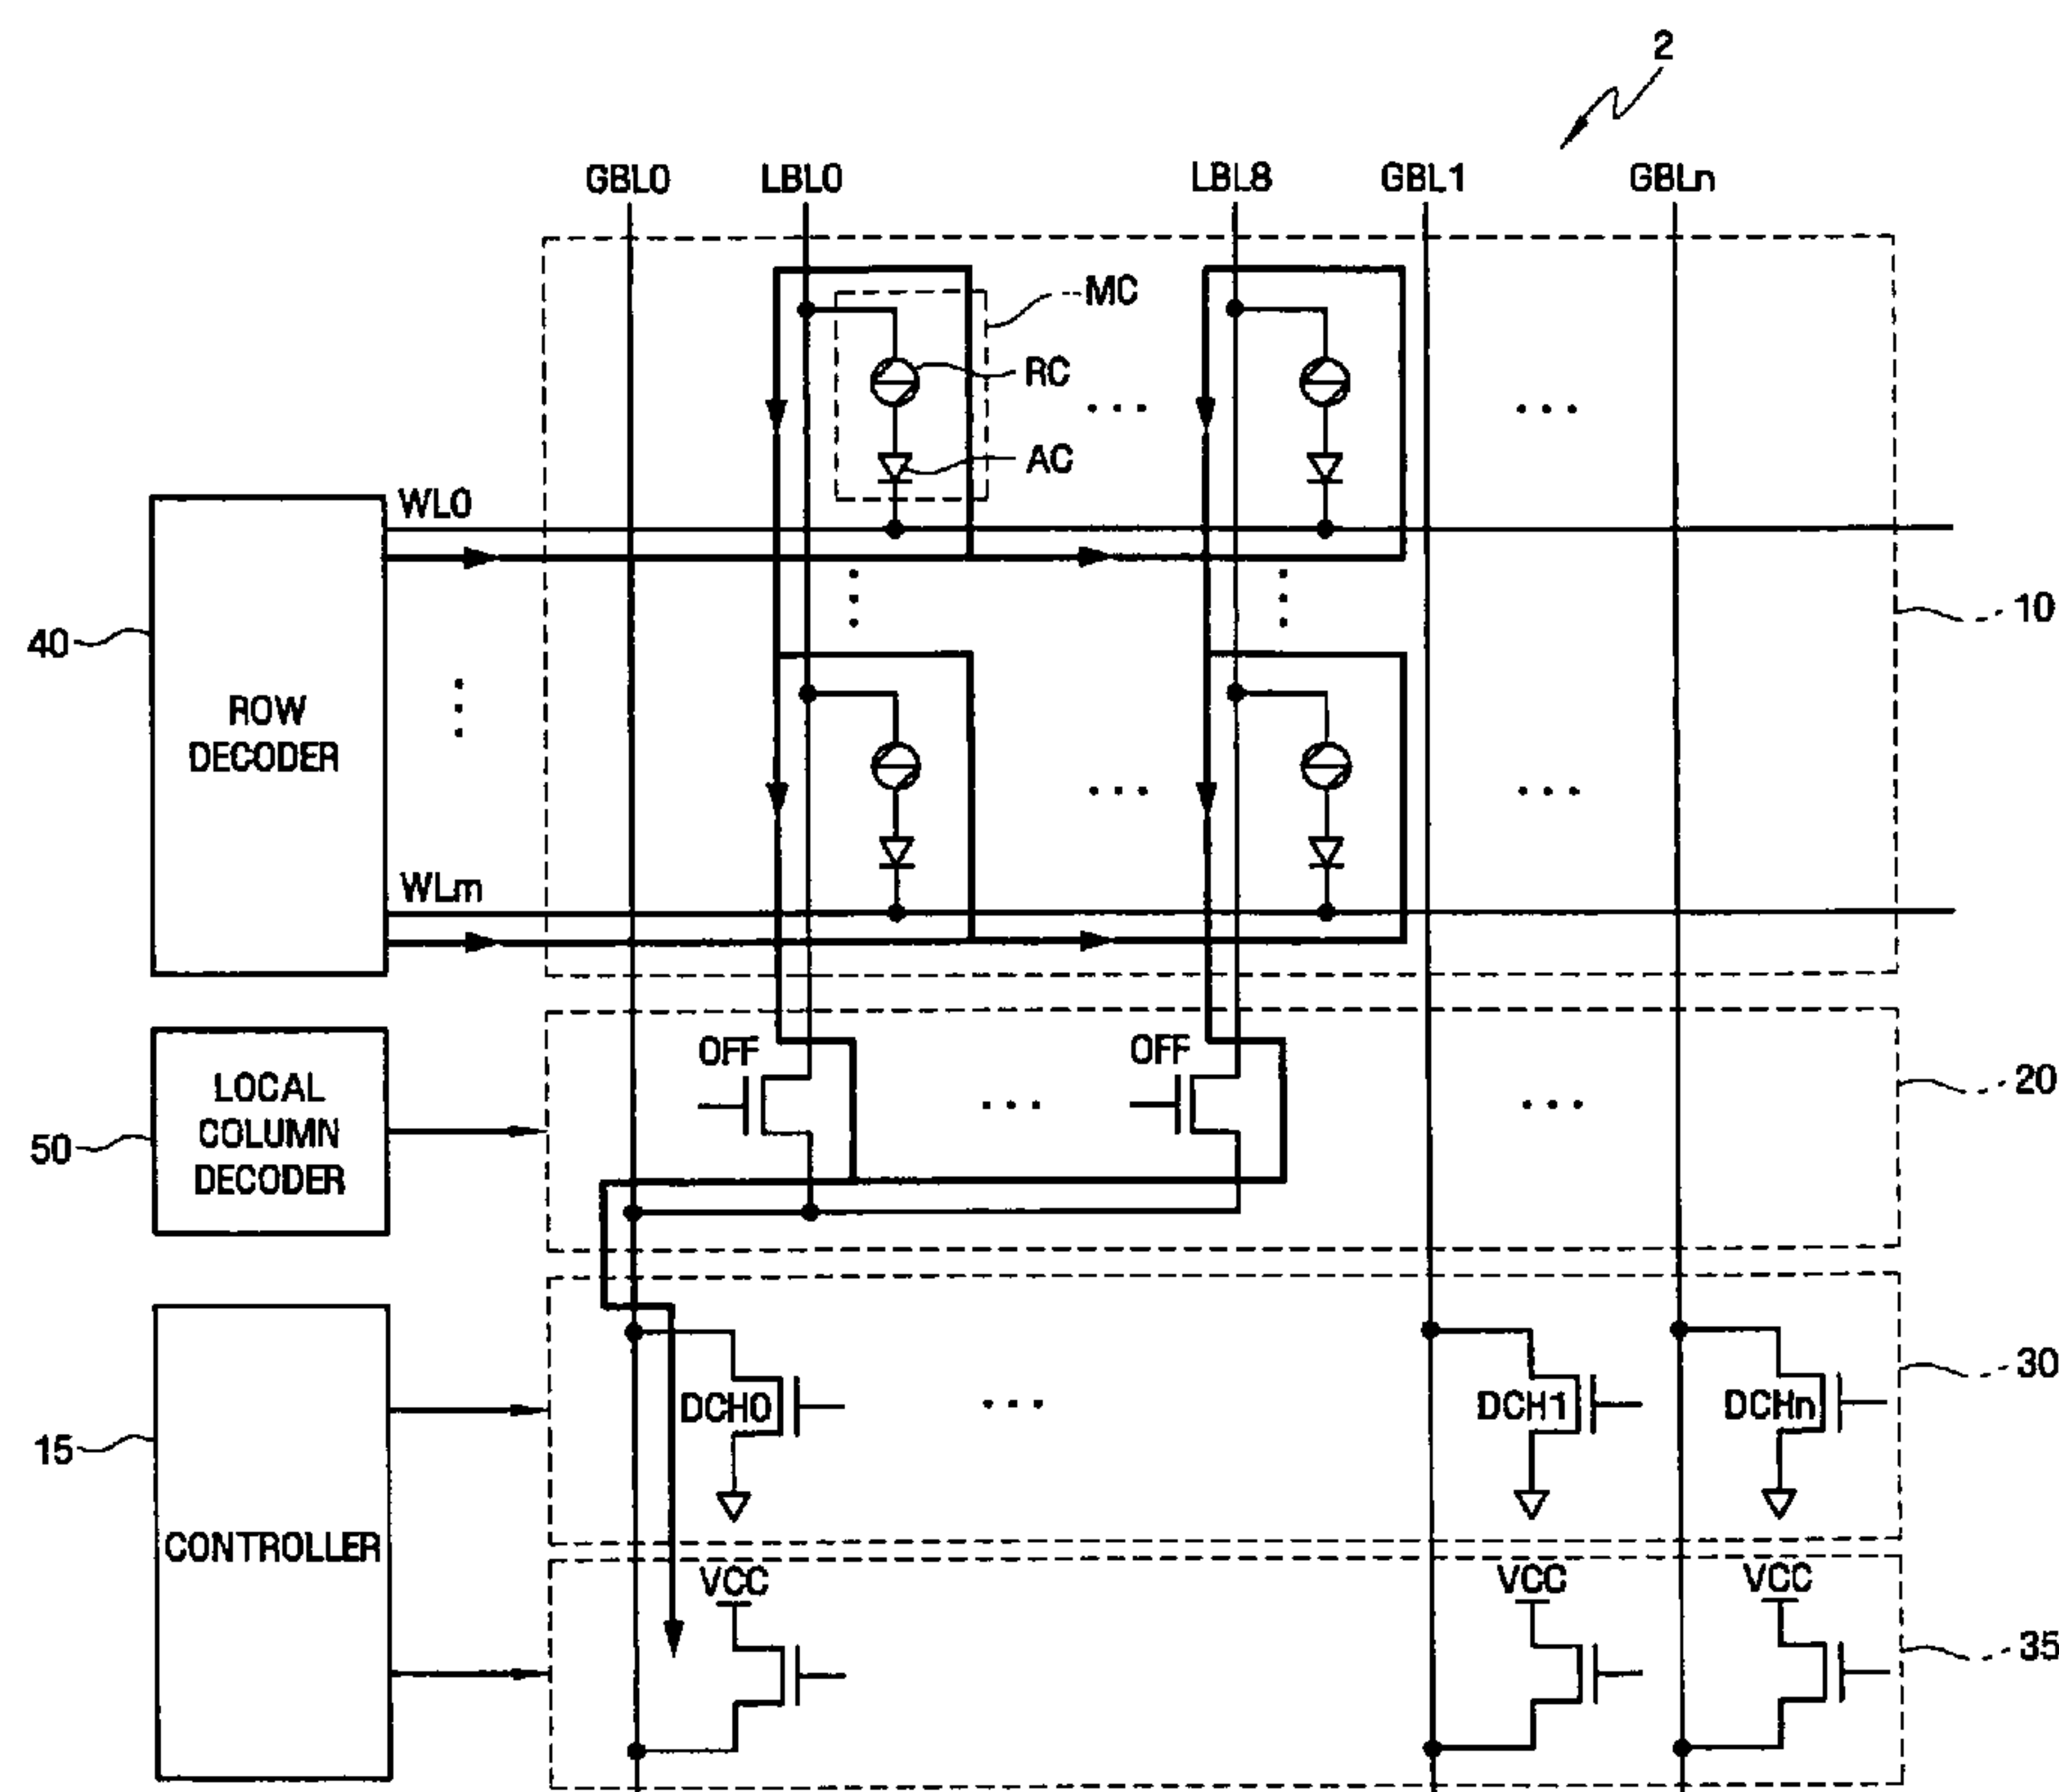 2
GBL0 LBL0 LBL8 GBL1 GBLn
MC
RC
AC
WL0
10
40
ROW
DECODER
WLm
OFF OFF
20
LOCAL
COLUMN
DECODER
50
30
DCH0 DCH1 DCHn
15
CONTROLLER
VCC VCC VCC
35